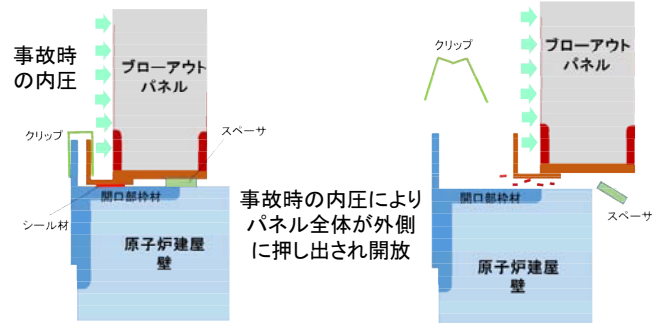 事故時
の内圧
ブローアウト
パネル
クリップ
スペーサ
シール材
開口部枠材
原子炉建屋
壁
事故時の内圧により
パネル全体が外側
に押し出され開放
クリップ
ブローアウト
パネル
スペーサ
開口部枠材
原子炉建屋
壁